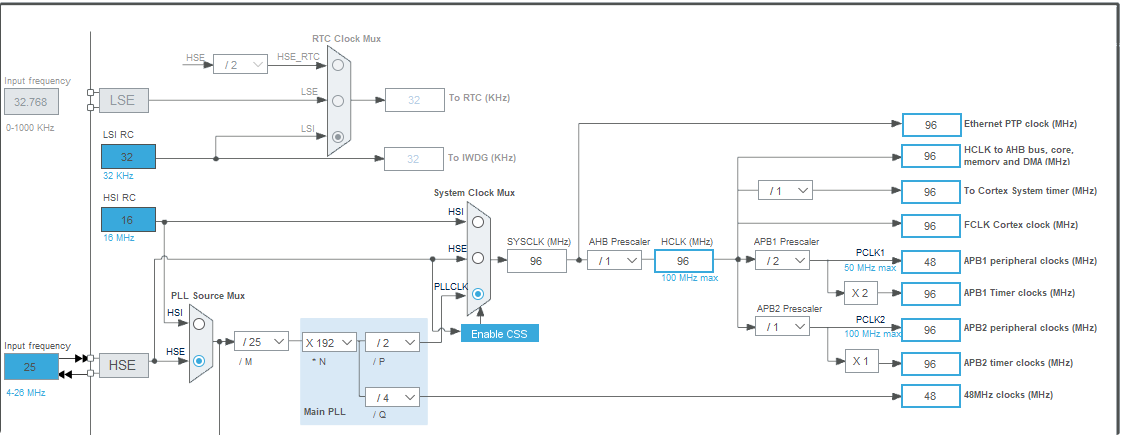 RTC Clock Mux
HSE
/ 2
HSE_RTC
Input frequency
32.768
0-1000 KHz
LSE
LSE
32
To RTC (KHz)
LSI RC
32
32 KHz
LSI
32
To IWDG (KHz)
HSI RC
16
16 MHz
System Clock Mux
HSI
HSE
PLLCLK
Enable CSS
SYSCLK (MHz)
96
AHB Prescaler
/ 1
HCLK (MHz)
96
100 MHz max
96
Ethernet PTP clock (MHz)
96
HCLK to AHB bus, core,
memory and DMA (MHz)
/ 1
96
To Cortex System timer (MHz)
96
FCLK Cortex clock (MHz)
APB1 Prescaler
/ 2
PCLK1
50 MHz max
48
APB1 peripheral clocks (MHz)
X 2
96
APB1 Timer clocks (MHz)
APB2 Prescaler
/ 1
PCLK2
100 MHz max
96
APB2 peripheral clocks (MHz)
X 1
96
APB2 timer clocks (MHz)
48
48MHz clocks (MHz)
PLL Source Mux
HSI
HSE
Input frequency
25
4-26 MHz
HSE
/ 25
/ M
X 192
* N
/ 2
/ P
/ 4
/ Q
Main PLL